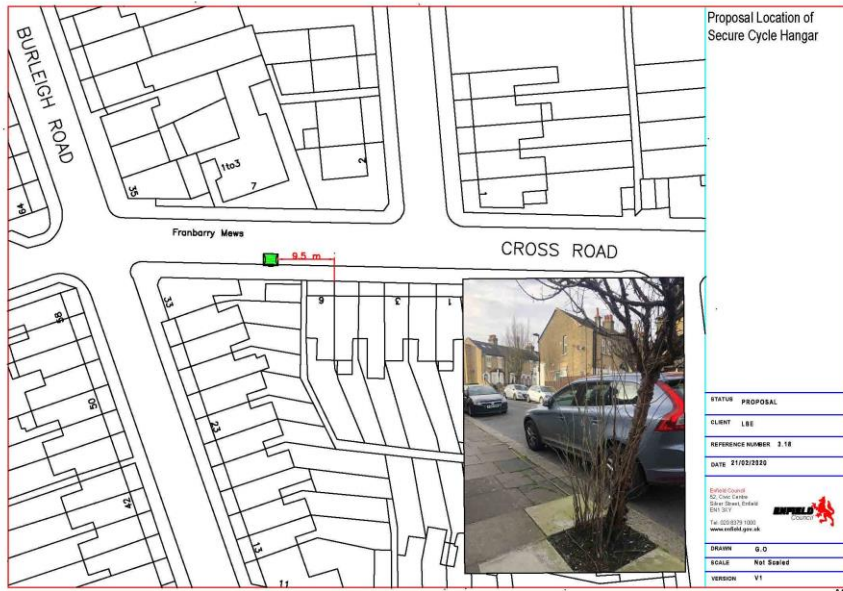 Proposal Location of
Secure Cycle Hangar
BURLEIGH ROAD
35
1to3
7
2
1
64
Franbarry Mews
9.5 m
CROSS ROAD
33
6
3
1
58
50
23
42
13
11
STATUS PROPOSAL
CLIENT LBE
REFERENCE NUMBER 3.18
DATE 21/02/2020
Enfield Council
52, Civic Centre
Silver Street, Enfield
EN1 3XY
Tel: 020 8379 1000
www.enfield.gov.uk
ENFIELD
Council
DRAWN G.O
SCALE Not Scaled
VERSION V1